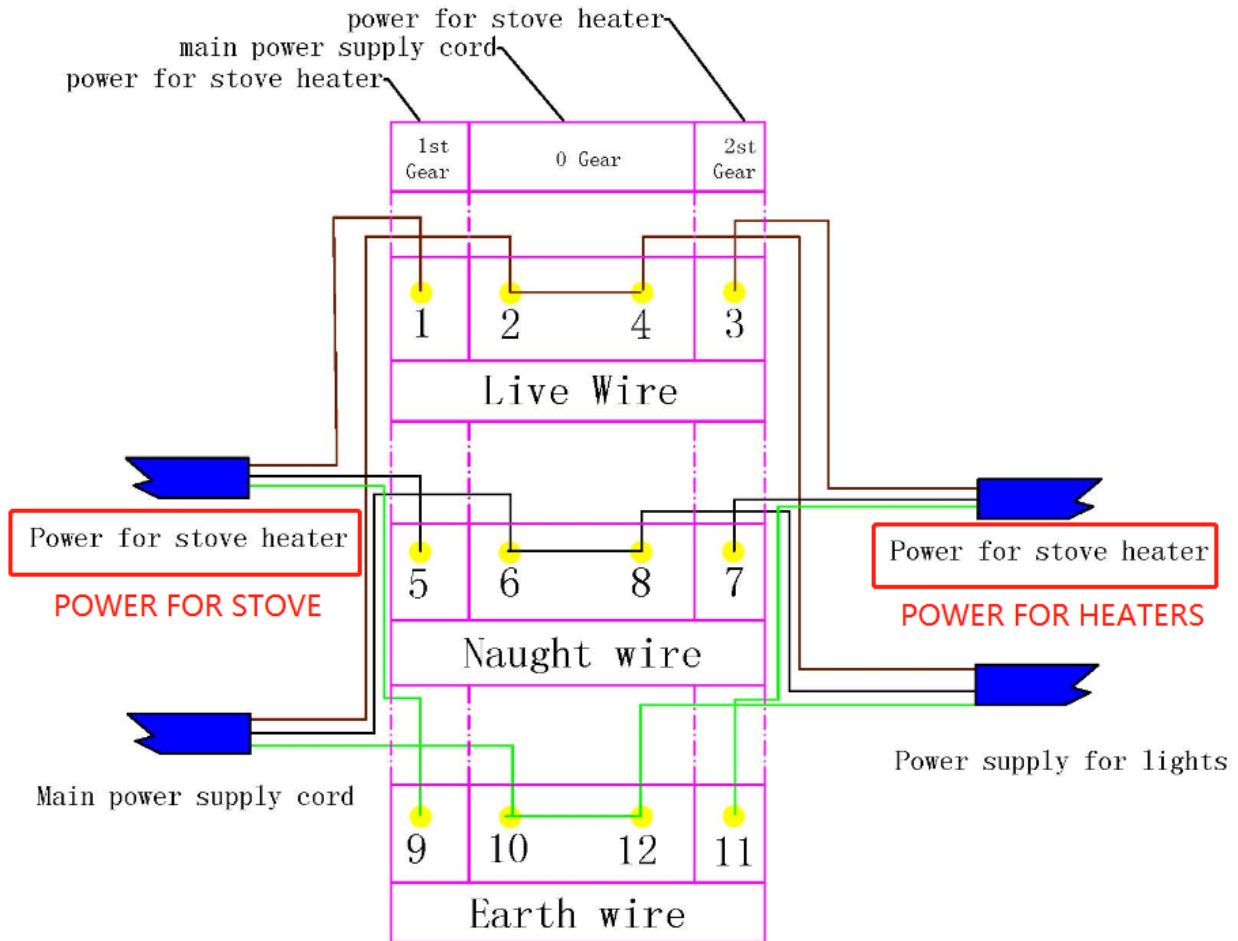 power for stove heater
main power supply cord
power for stove heater
1st
Gear
0 Gear
2st
Gear
1
2
4
3
Live Wire
Power for stove heater
POWER FOR STOVE
Power for stove heater
POWER FOR HEATERS
5
6
8
7
Naught wire
Main power supply cord
Power supply for lights
9
10
12
11
Earth wire